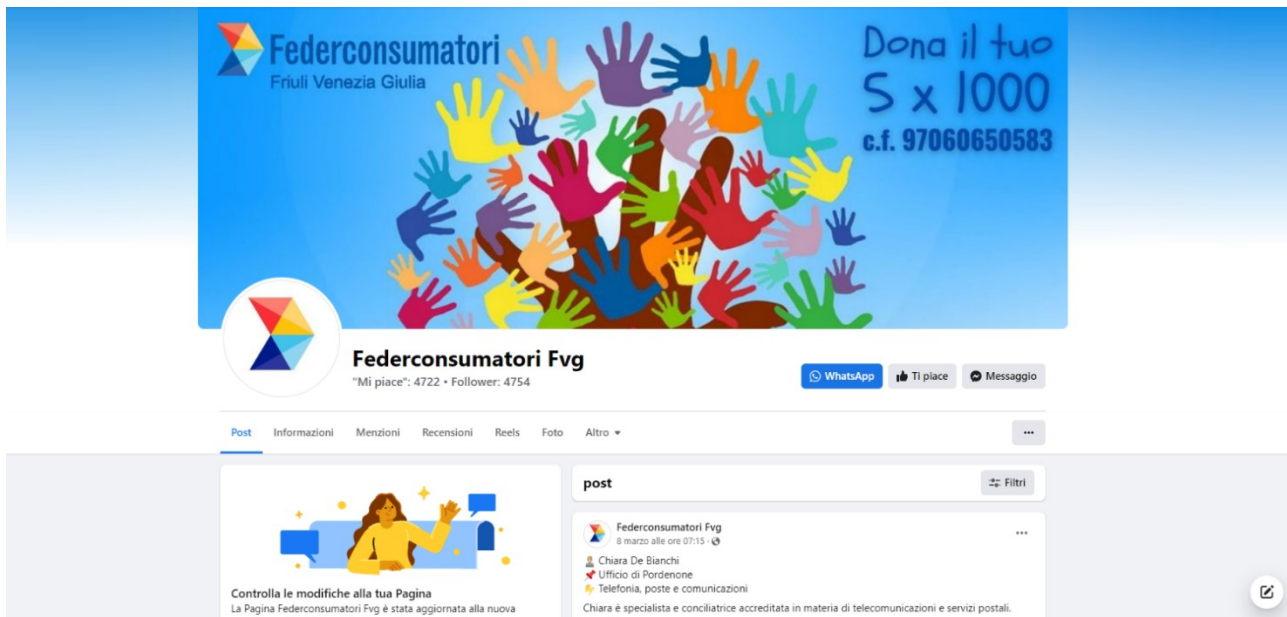 Federconsumatori
Friuli Venezia Giulia
Dona il tuo
5 x 1000
c.f. 97060650583
Federconsumatori Fvg
"Mi piace": 4722 • Follower: 4754
WhatsApp
Ti piace
Messaggio
Post Informazioni Menzioni Recensioni Reels Foto Altro
Controlla le modifiche alla tua Pagina
La Pagina Federconsumatori Fvg è stata aggiornata alla nuova
post
Filtri
Federconsumatori Fvg
8 marzo alle ore 07:15 ·
Chiara De Bianchi
Ufficio di Pordenone
Telefonia, poste e comunicazioni
Chiara è specialista e conciliatrice accreditata in materia di telecomunicazioni e servizi postali.